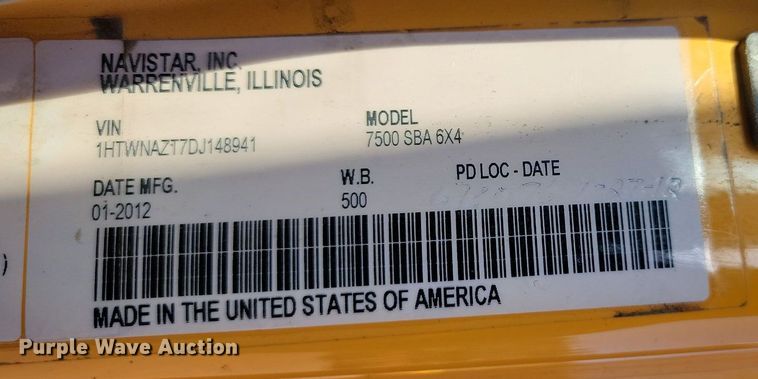 NAVISTAR, INC.
WARRENVILLE, ILLINOIS
VIN
1HTWNAZT7DJ148941
MODEL
7500 SBA 6X4
DATE MFG.
01-2012
W.B.
500
PD LOC - DATE
MADE IN THE UNITED STATES OF AMERICA
)
Purple Wave Auction